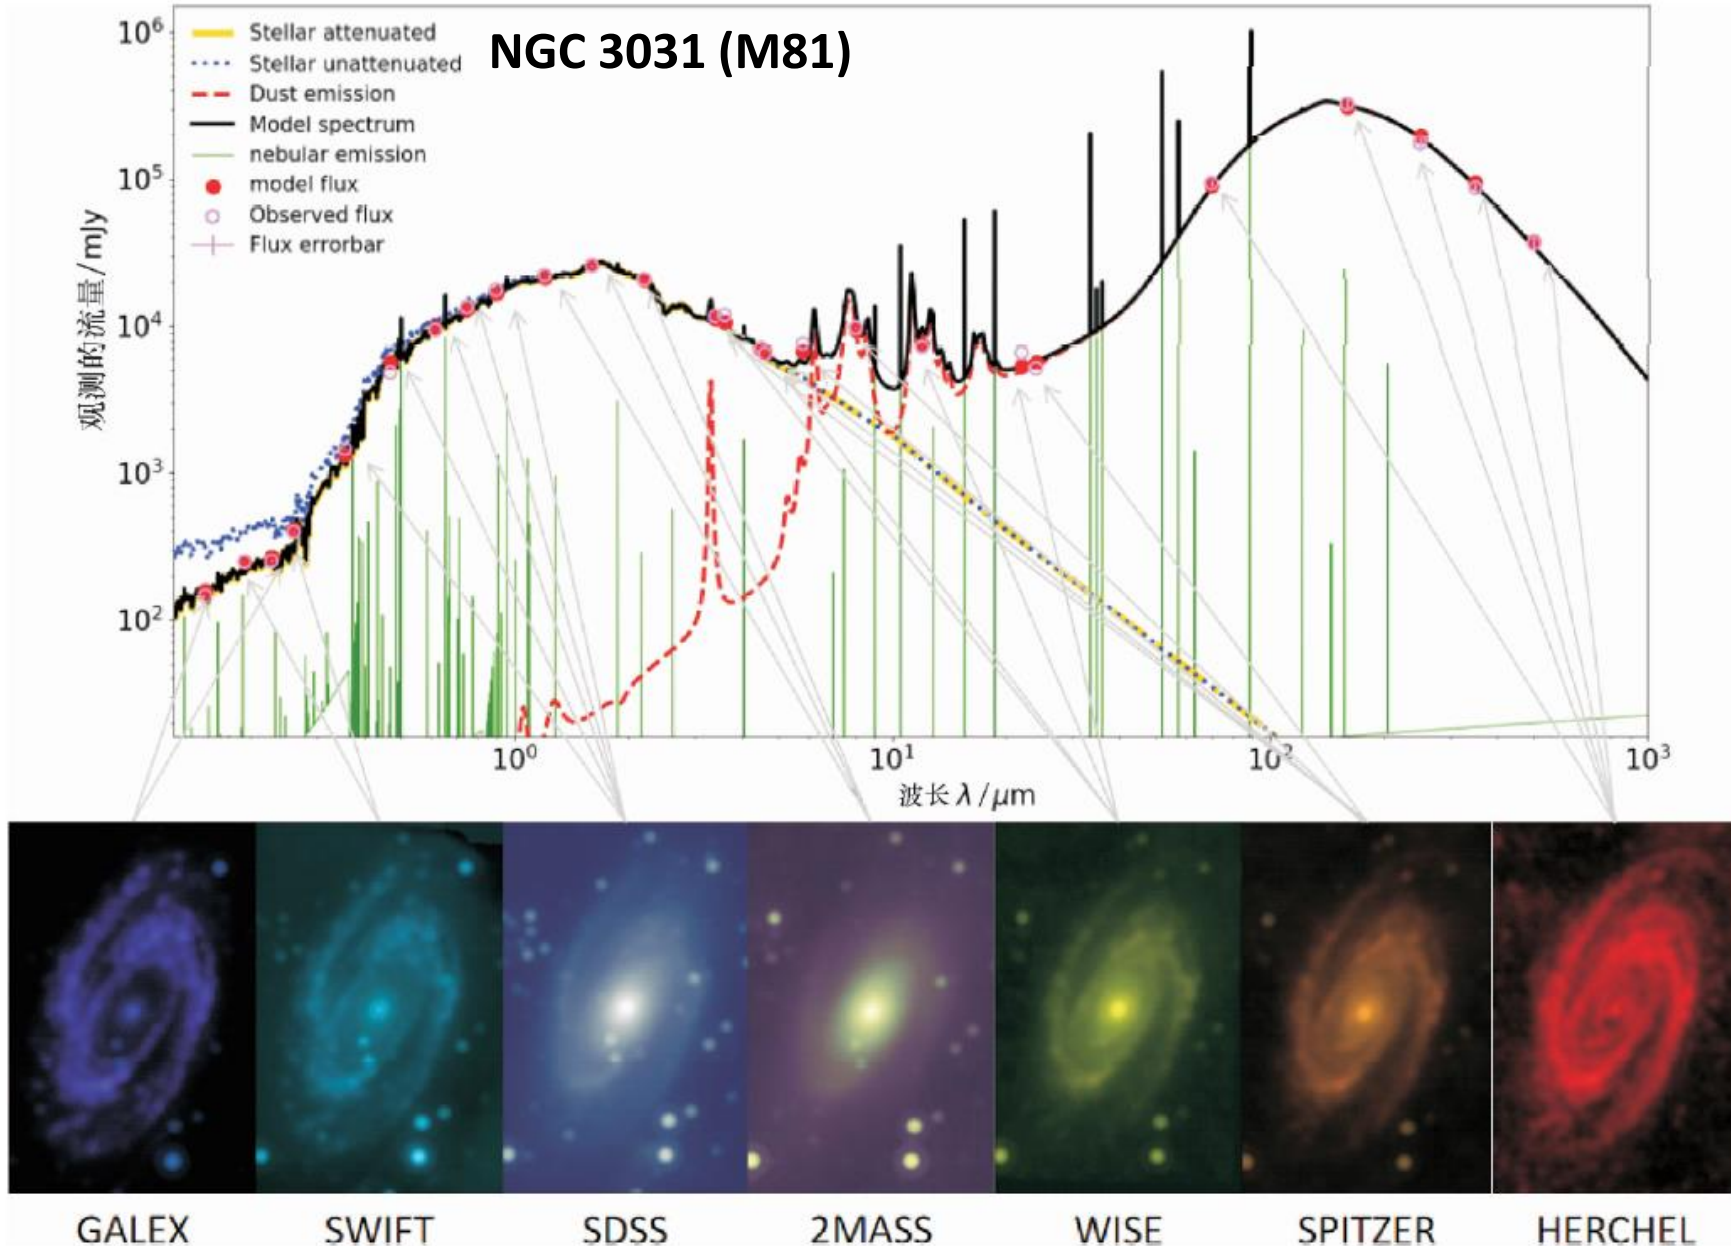 NGC 3031 (M81)
Stellar attenuated
Stellar unattenuated
Dust emission
Model spectrum
nebular emission
model flux
Observed flux
Flux errorbar
观测的流量/mJy
10⁶
10⁵
10⁴
10³
10²
10⁰
10¹
10²
10³
波长 λ /μm
GALEX
SWIFT
SDSS
2MASS
WISE
SPITZER
HERCHEL